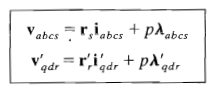 v_abcs = r_s i_abcs + pλ_abcs
v'_qdr = r'_r i'_qdr + pλ'_qdr